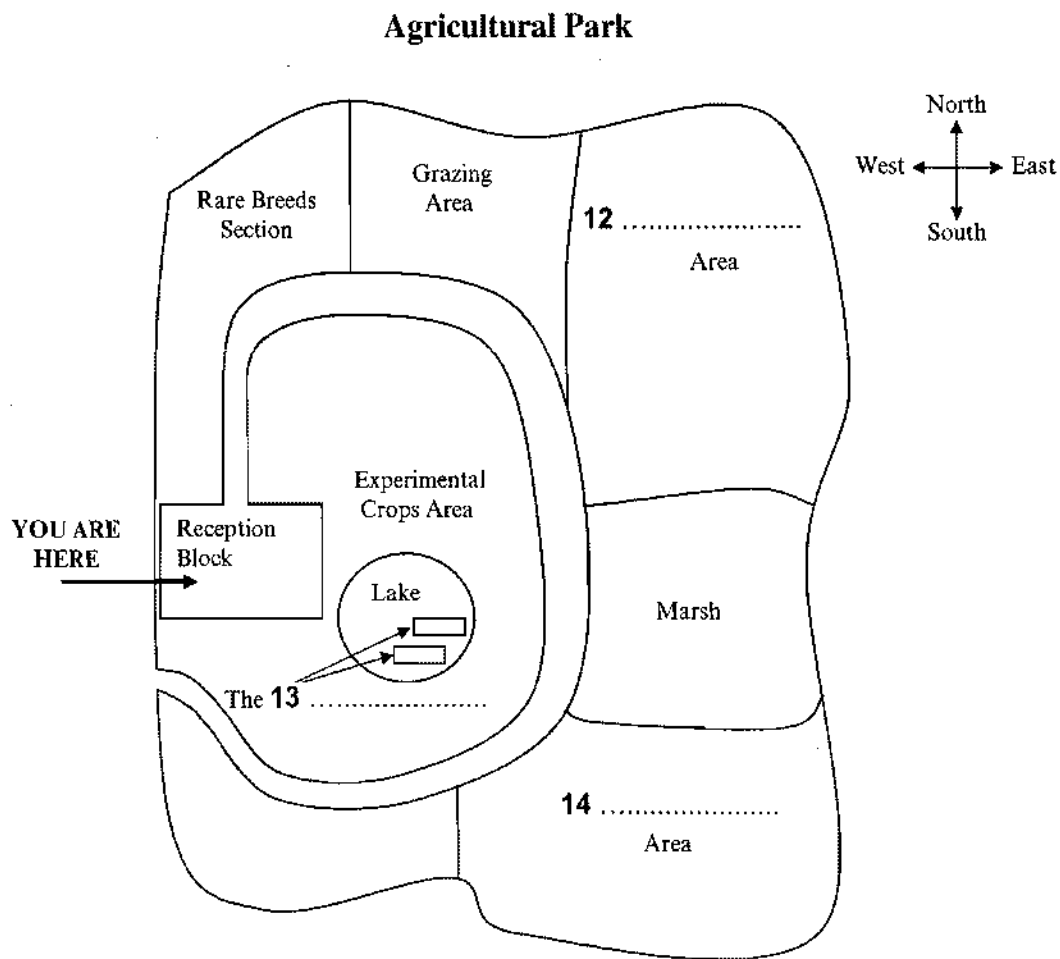 Agricultural Park
North
West East
South
Rare Breeds
Section
Grazing
Area
12 ..............................
Area
Experimental
Crops Area
YOU ARE
HERE
Reception
Block
Lake
Marsh
The 13 ..............................
14 ..............................
Area